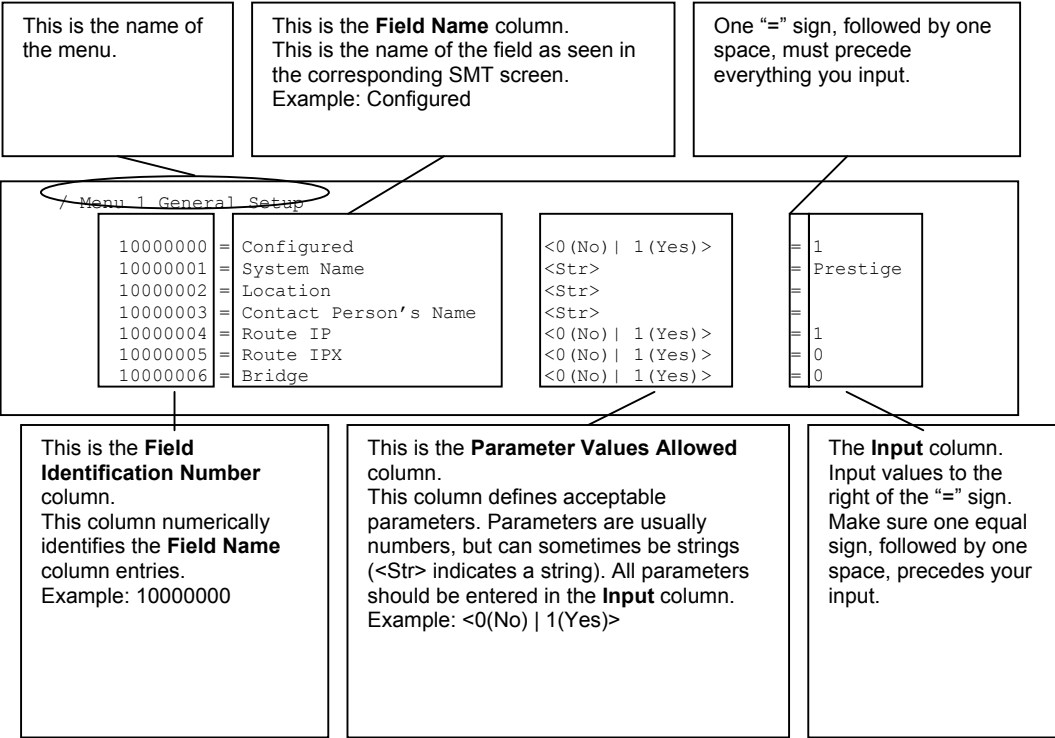 This is the name of
the menu.
This is the Field Name column.
This is the name of the field as seen in
the corresponding SMT screen.
Example: Configured
One “=” sign, followed by one
space, must precede
everything you input.
/ Menu 1 General Setup
10000000 = Configured <0(No)| 1(Yes)> = 1
10000001 = System Name <Str> = Prestige
10000002 = Location <Str> =
10000003 = Contact Person’s Name <Str> =
10000004 = Route IP <0(No)| 1(Yes)> = 1
10000005 = Route IPX <0(No)| 1(Yes)> = 0
10000006 = Bridge <0(No)| 1(Yes)> = 0
This is the Field
Identification Number
column.
This column numerically
identifies the Field Name
column entries.
Example: 10000000
This is the Parameter Values Allowed
column.
This column defines acceptable
parameters. Parameters are usually
numbers, but can sometimes be strings
(<Str> indicates a string). All parameters
should be entered in the Input column.
Example: <0(No) | 1(Yes)>
The Input column.
Input values to the
right of the “=” sign.
Make sure one equal
sign, followed by one
space, precedes your
input.